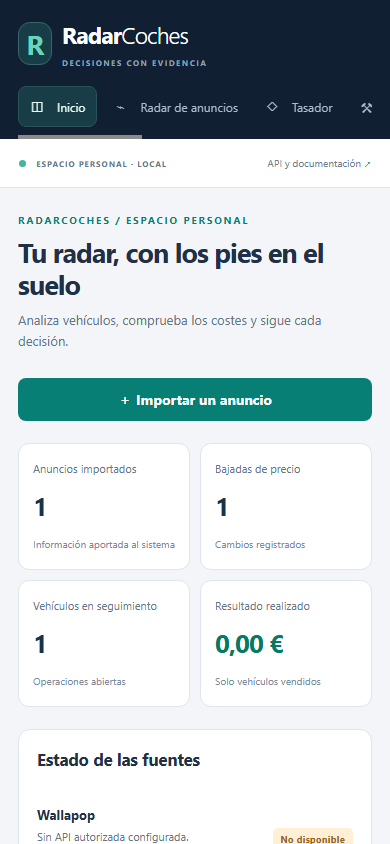 R
RadarCoches
DECISIONES CON EVIDENCIA
Inicio
Radar de anuncios
Tasador
ESPACIO PERSONAL · LOCAL
API y documentación ↗
RADARCOCHES / ESPACIO PERSONAL
Tu radar, con los pies en el
suelo
Analiza vehículos, comprueba los costes y sigue cada
decisión.
+ Importar un anuncio
Anuncios importados
1
Información aportada al sistema
Bajadas de precio
1
Cambios registrados
Vehículos en seguimiento
1
Operaciones abiertas
Resultado realizado
0,00 €
Solo vehículos vendidos
Estado de las fuentes
Wallapop
Sin API autorizada configurada.
No disponible